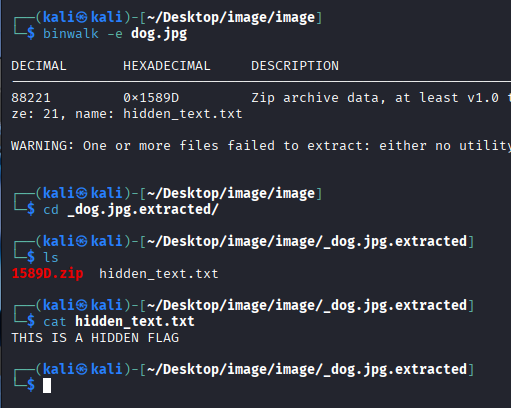 ┌──(kali㉿kali)-[~/Desktop/image/image]
└─$ binwalk -e dog.jpg
DECIMAL       HEXADECIMAL     DESCRIPTION
88221         0x1589D         Zip archive data, at least v1.0 t
ze: 21, name: hidden_text.txt
WARNING: One or more files failed to extract: either no utility
┌──(kali㉿kali)-[~/Desktop/image/image]
└─$ cd _dog.jpg.extracted/
┌──(kali㉿kali)-[~/Desktop/image/image/_dog.jpg.extracted]
└─$ ls
1589D.zip  hidden_text.txt
┌──(kali㉿kali)-[~/Desktop/image/image/_dog.jpg.extracted]
└─$ cat hidden_text.txt
THIS IS A HIDDEN FLAG
┌──(kali㉿kali)-[~/Desktop/image/image/_dog.jpg.extracted]
└─$